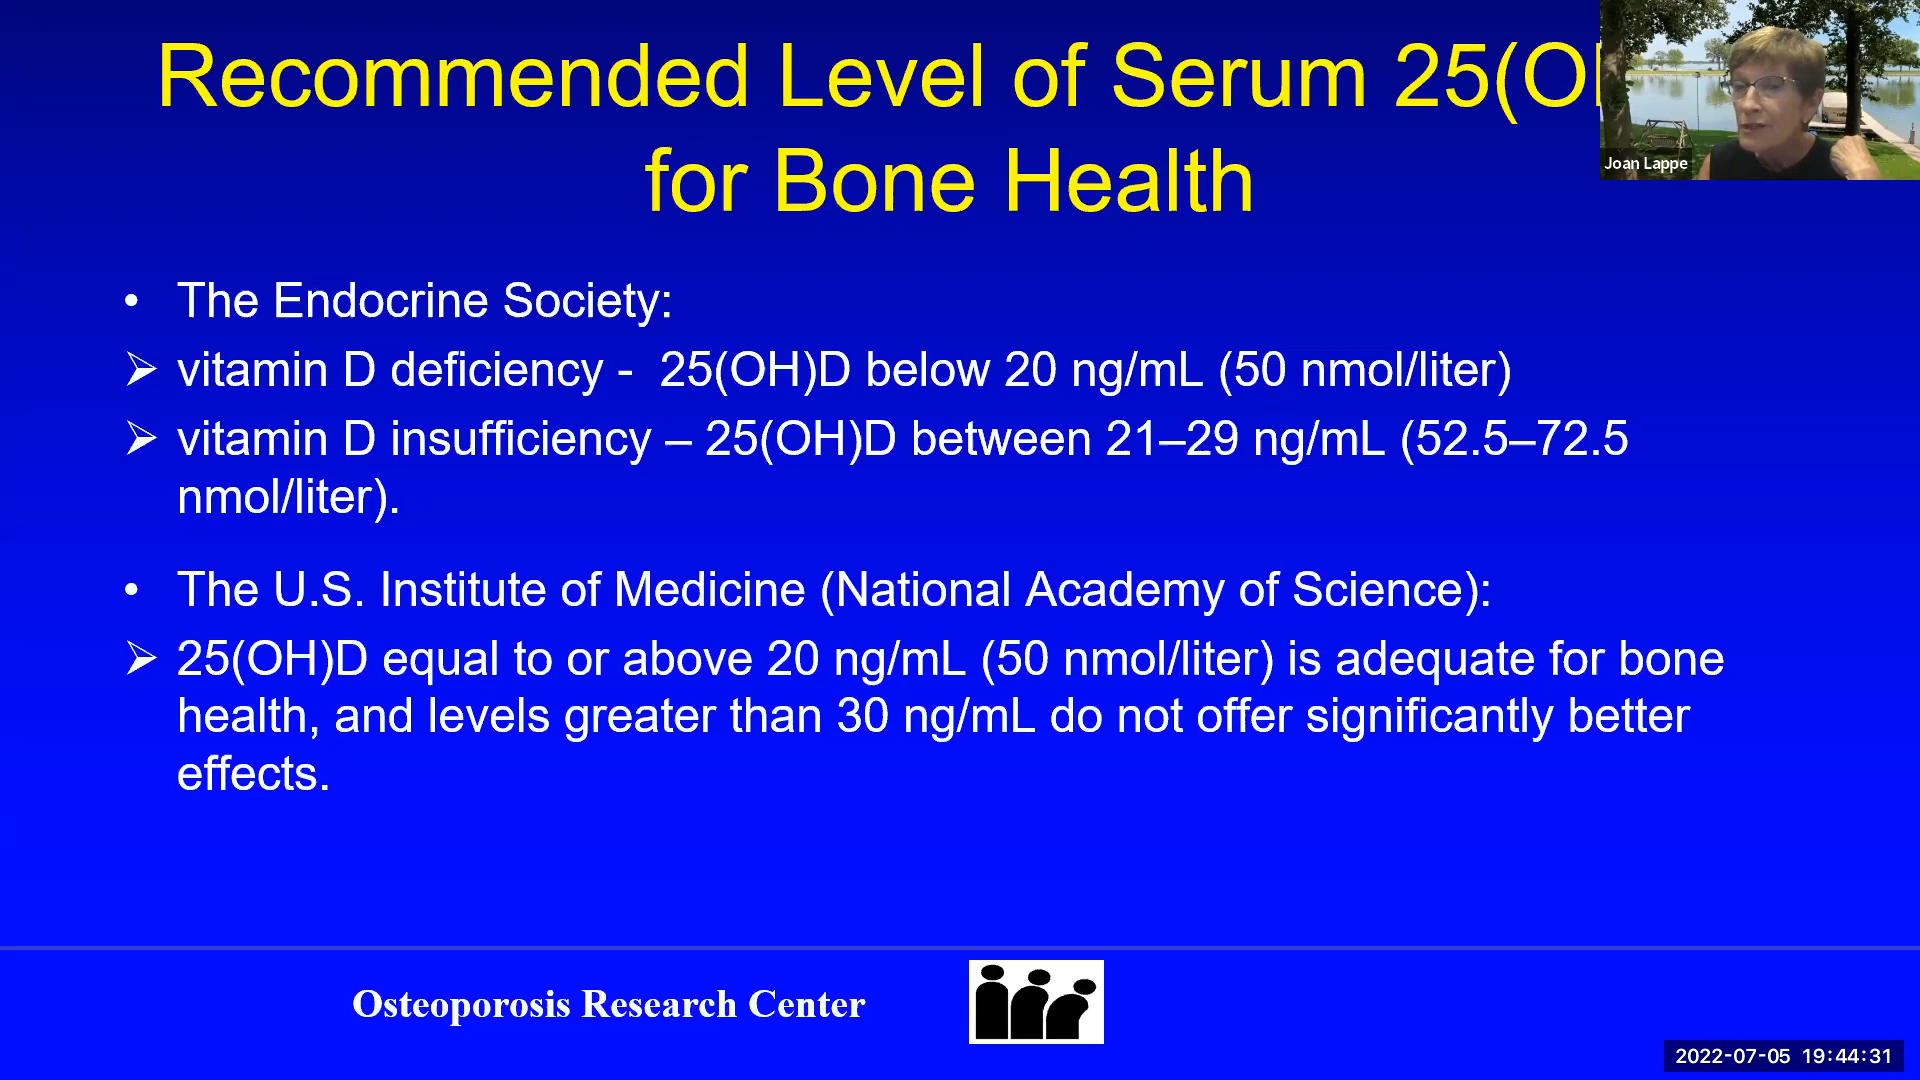 Recommended Level of Serum 25(O
for Bone Health
Joan Lappe
• The Endocrine Society:
➢ vitamin D deficiency - 25(OH)D below 20 ng/mL (50 nmol/liter)
➢ vitamin D insufficiency – 25(OH)D between 21–29 ng/mL (52.5–72.5
nmol/liter).
• The U.S. Institute of Medicine (National Academy of Science):
➢ 25(OH)D equal to or above 20 ng/mL (50 nmol/liter) is adequate for bone
health, and levels greater than 30 ng/mL do not offer significantly better
effects.
Osteoporosis Research Center
2022-07-05 19:44:31